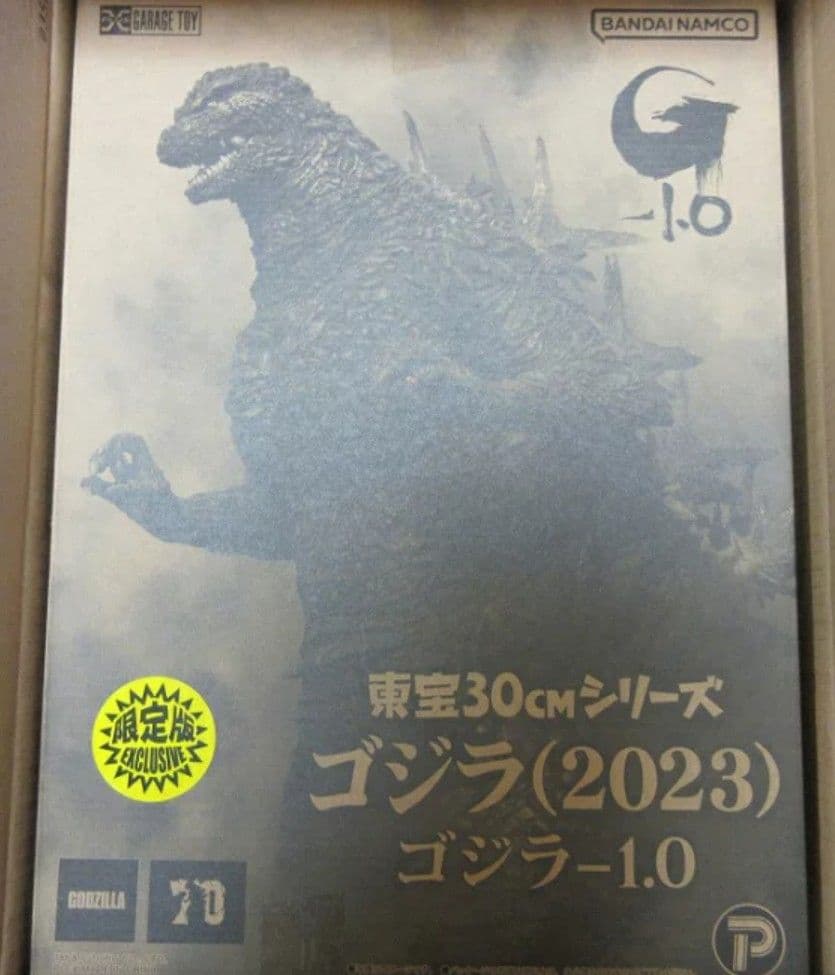 GARAGE TOY
BANDAI NAMCO
G
-1.0
東宝30CMシリーズ
限定版
EXCLUSIVE
ゴジラ(2023)
ゴジラ-1.0
GODZILLA
70
P